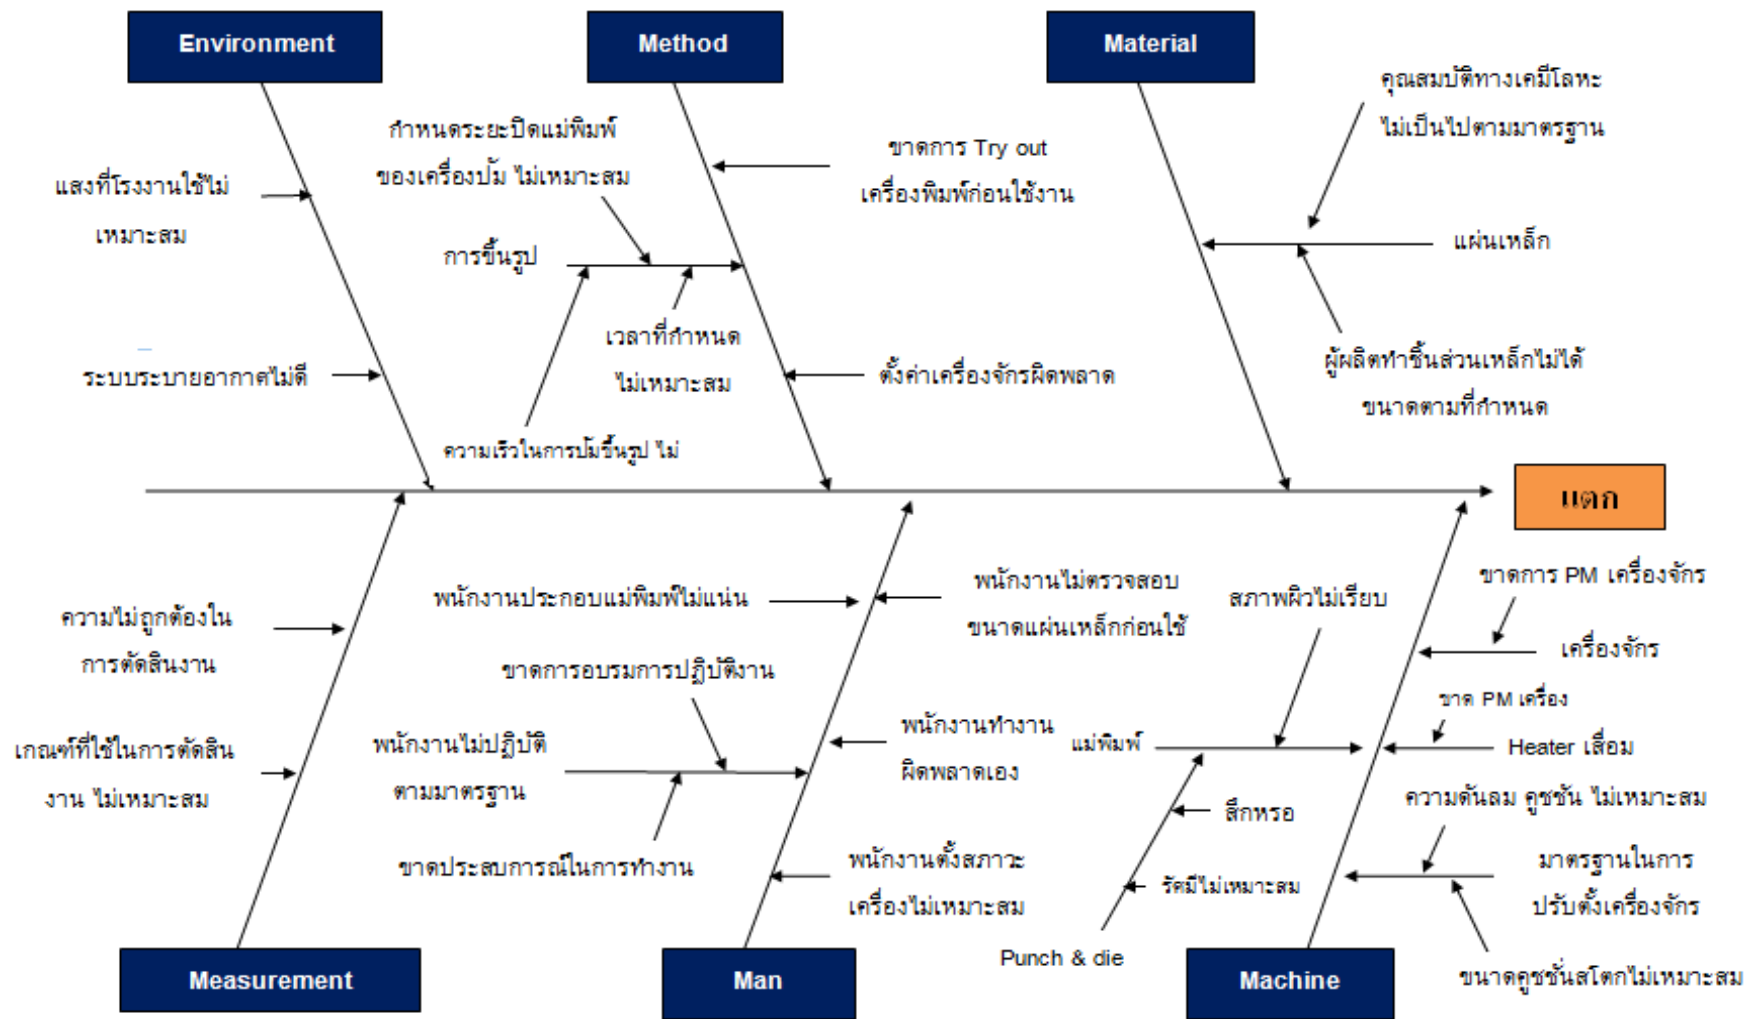 Environment
Method
Material
คุณสมบัติทางเคมีโลหะ
ไม่เป็นไปตามมาตรฐาน
กำหนดระยะปิดแม่พิมพ์
ของเครื่องปั๊ม ไม่เหมาะสม
ขาดการ Try out
เครื่องพิมพ์ก่อนใช้งาน
แสงที่โรงงานใช้ไม่
เหมาะสม
การขึ้นรูป
แผ่นเหล็ก
เวลาที่กำหนด
ไม่เหมาะสม
ระบบระบายอากาศไม่ดี
ตั้งค่าเครื่องจักรผิดพลาด
ผู้ผลิตทำชิ้นส่วนเหล็กไม่ได้
ขนาดตามที่กำหนด
ความเร็วในการปั๊มขึ้นรูป ไม่
แตก
ความไม่ถูกต้องใน
การตัดสินงาน
พนักงานประกอบแม่พิมพ์ไม่แน่น
พนักงานไม่ตรวจสอบ
ขนาดแผ่นเหล็กก่อนใช้
สภาพผิวไม่เรียบ
ขาดการ PM เครื่องจักร
เครื่องจักร
ขาดการอบรมการปฏิบัติงาน
ขาด PM เครื่อง
เกณฑ์ที่ใช้ในการตัดสิน
งาน ไม่เหมาะสม
พนักงานไม่ปฏิบัติ
ตามมาตรฐาน
พนักงานทำงาน
ผิดพลาดเอง
แม่พิมพ์
Heater เสื่อม
ความดันลม คูชชัน ไม่เหมาะสม
สึกหรอ
ขาดประสบการณ์ในการทำงาน
พนักงานตั้งสภาวะ
เครื่องไม่เหมาะสม
รัศมีไม่เหมาะสม
มาตรฐานในการ
ปรับตั้งเครื่องจักร
Punch & die
ขนาดคูชชั่นสโตกไม่เหมาะสม
Measurement
Man
Machine